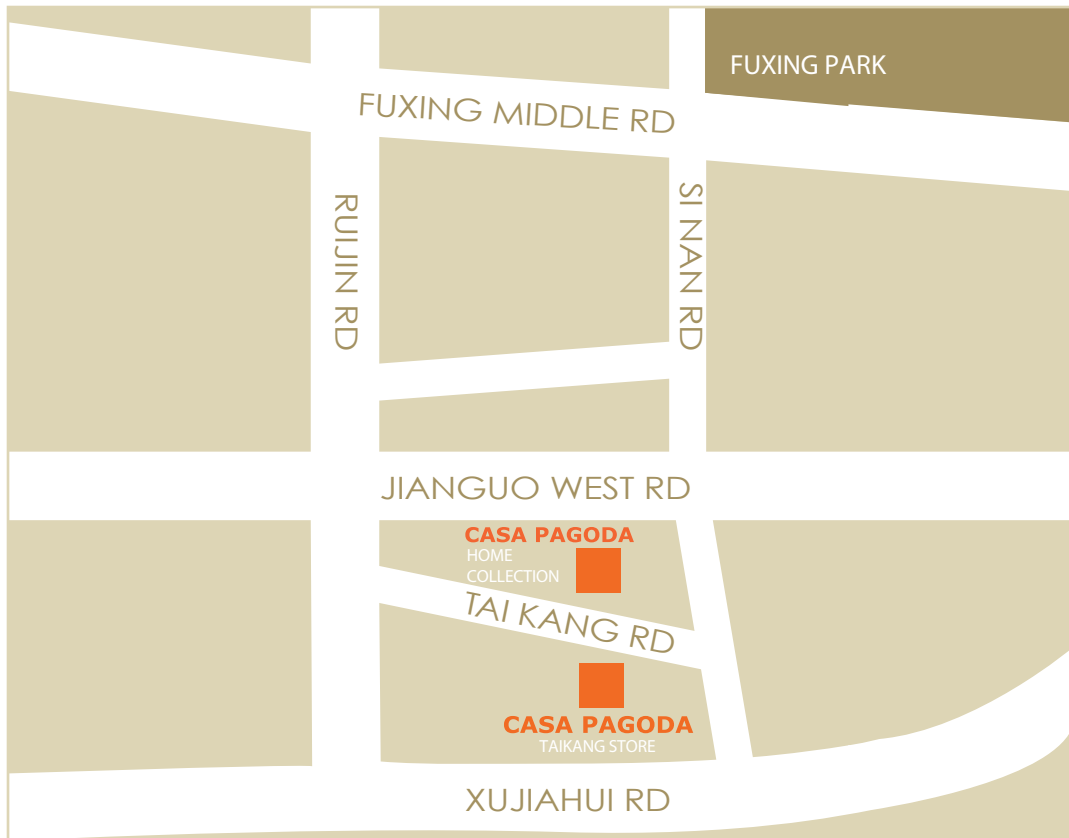 FUXING PARK
FUXING MIDDLE RD
RUIJIN RD
SI NAN RD
JIANGUO WEST RD
CASA PAGODA
HOME
COLLECTION
TAI KANG RD
CASA PAGODA
TAIKANG STORE
XUJIAHUI RD